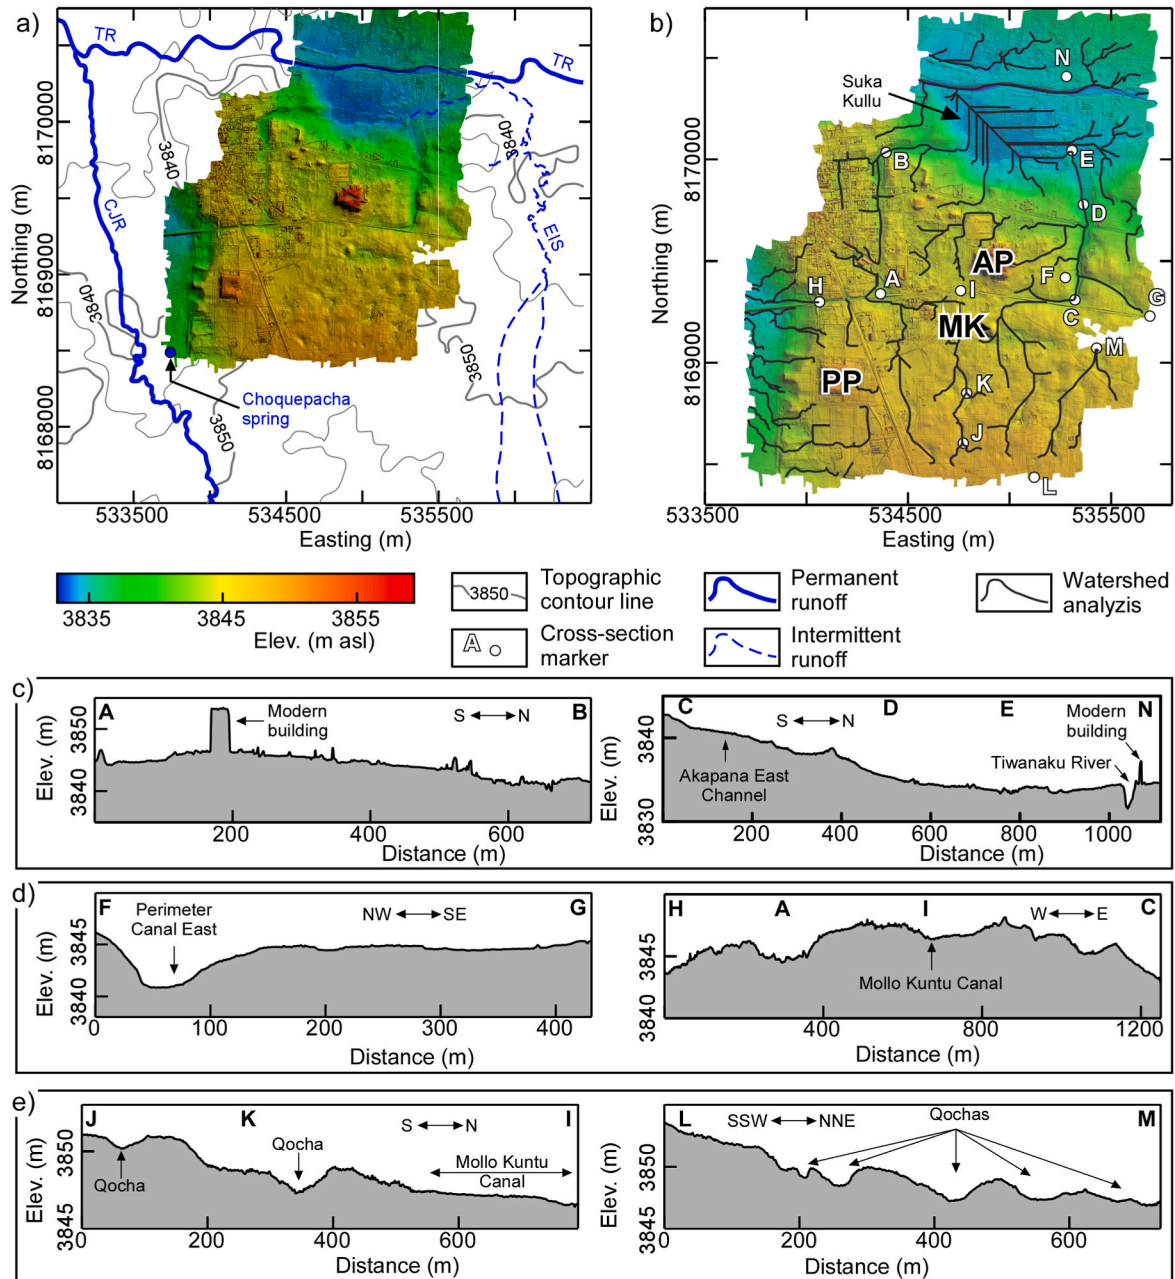 a)
TR
TR
3840
3840
CJR
EIS
3840
3850
3850
Choquepacha
spring
8170000
8169000
8168000
Northing (m)
533500
534500
535500
Easting (m)
b)
N
Suka
Kullu
B
E
D
AP
F
H
A
I
G
C
MK
M
PP
K
J
L
8170000
8169000
Northing (m)
533500
534500
535500
Easting (m)
3835
3845
3855
Elev. (m asl)
3850
Topographic
contour line
A
Cross-section
marker
Permanent
runoff
Intermittent
runoff
Watershed
analyzis
c)
A
Modern
building
S
N
B
3850
3840
Elev. (m)
200
400
600
Distance (m)
C
S
N
D
E
Modern
building
N
Tiwanaku River
Akapana East
Channel
3840
3830
Elev. (m)
0
200
400
600
800
1000
Distance (m)
d)
F
Perimeter
Canal East
NW
SE
G
3845
3840
Elev. (m)
0
100
200
300
400
Distance (m)
H
A
I
W
E
C
Mollo Kuntu Canal
3845
3840
Elev. (m)
400
800
1200
Distance (m)
e)
J
K
S
N
I
Qocha
Qocha
Mollo Kuntu
Canal
3850
3845
Elev. (m)
30
200
400
600
Distance (m)
L
SSW
NNE
Qochas
M
3850
3845
Elev. (m)
30
200
400
600
Distance (m)